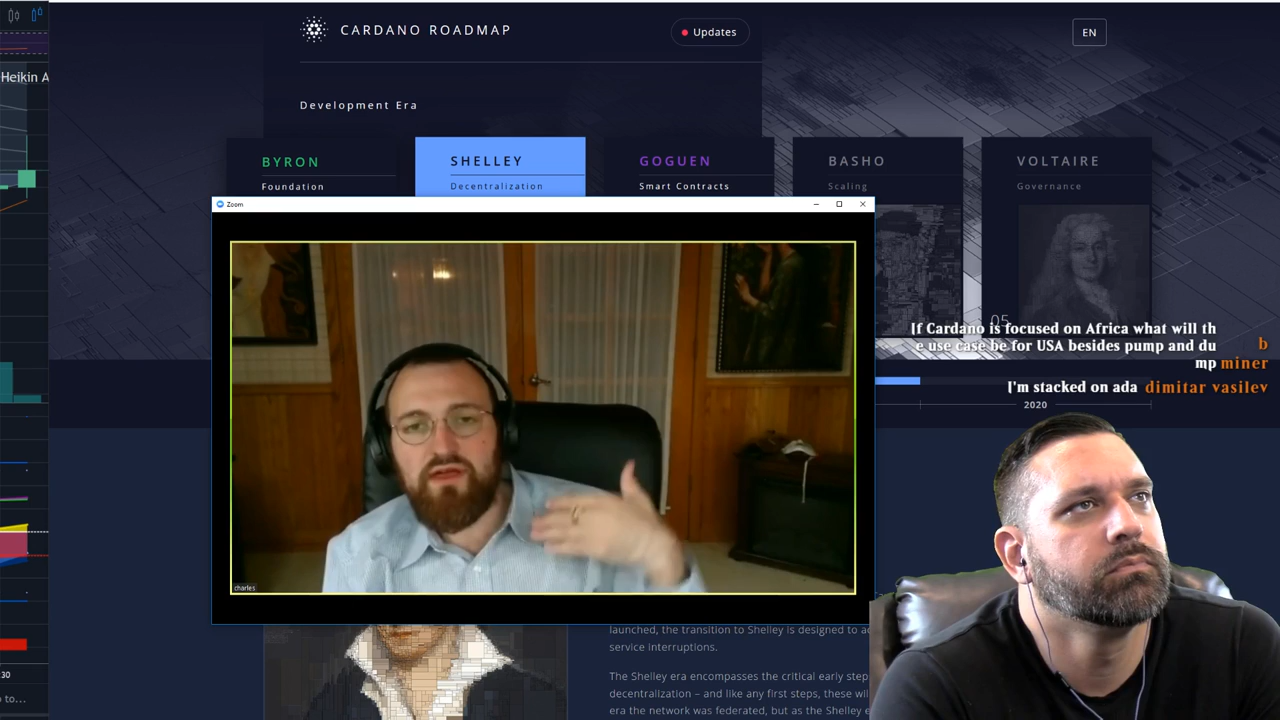 CARDANO ROADMAP
Updates
EN
Heikin A
Development Era
BYRON
SHELLEY
GOGUEN
BASHO
VOLTAIRE
Foundation
Decentralization
Smart Contracts
Scaling
Governance
Zoom
05
If Cardano is focused on Africa what will th
e use case be for USA besides pump and du
mp b miner
I'm stacked on ada dimitar vasilev
2020
charles
launched, the transition to Shelley is designed to
service interruptions.
:30
The Shelley era encompasses the critical early step
decentralization – and like any first steps, these
o to...
era the network was federated, but as the Shelley